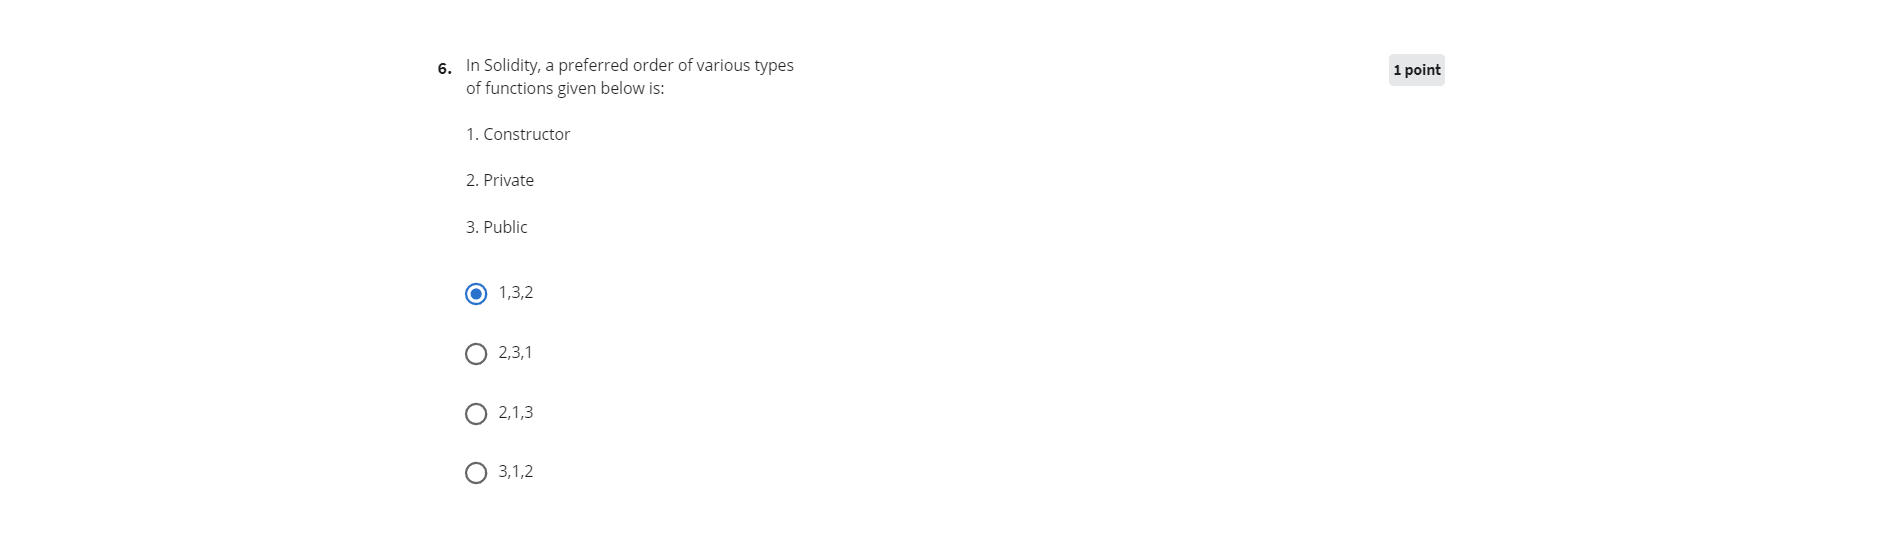 6. In Solidity, a preferred order of various types
of functions given below is:
1 point
1. Constructor
2. Private
3. Public
1,3,2
2,3,1
2,1,3
3,1,2